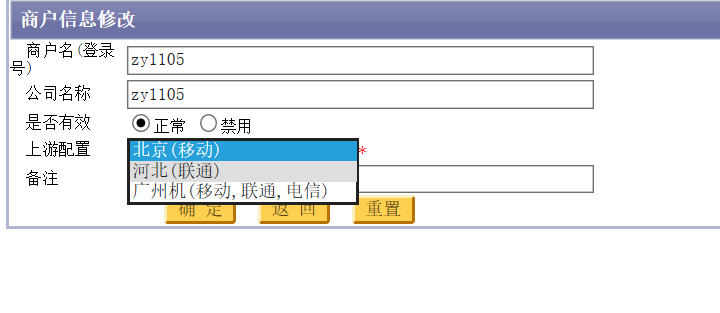 商户信息修改
商户名(登录号)
zy1105
公司名称
zy1105
是否有效
正常 禁用
上游配置
北京(移动)
*
河北(联通)
广州机(移动,联通,电信)
备注
确 定 返 回 重置